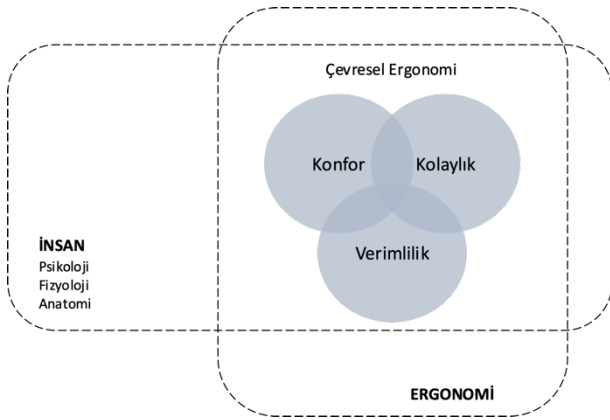 Çevresel Ergonomi
Konfor
Kolaylık
Verimlilik
İNSAN
Psikoloji
Fizyoloji
Anatomi
ERGONOMİ